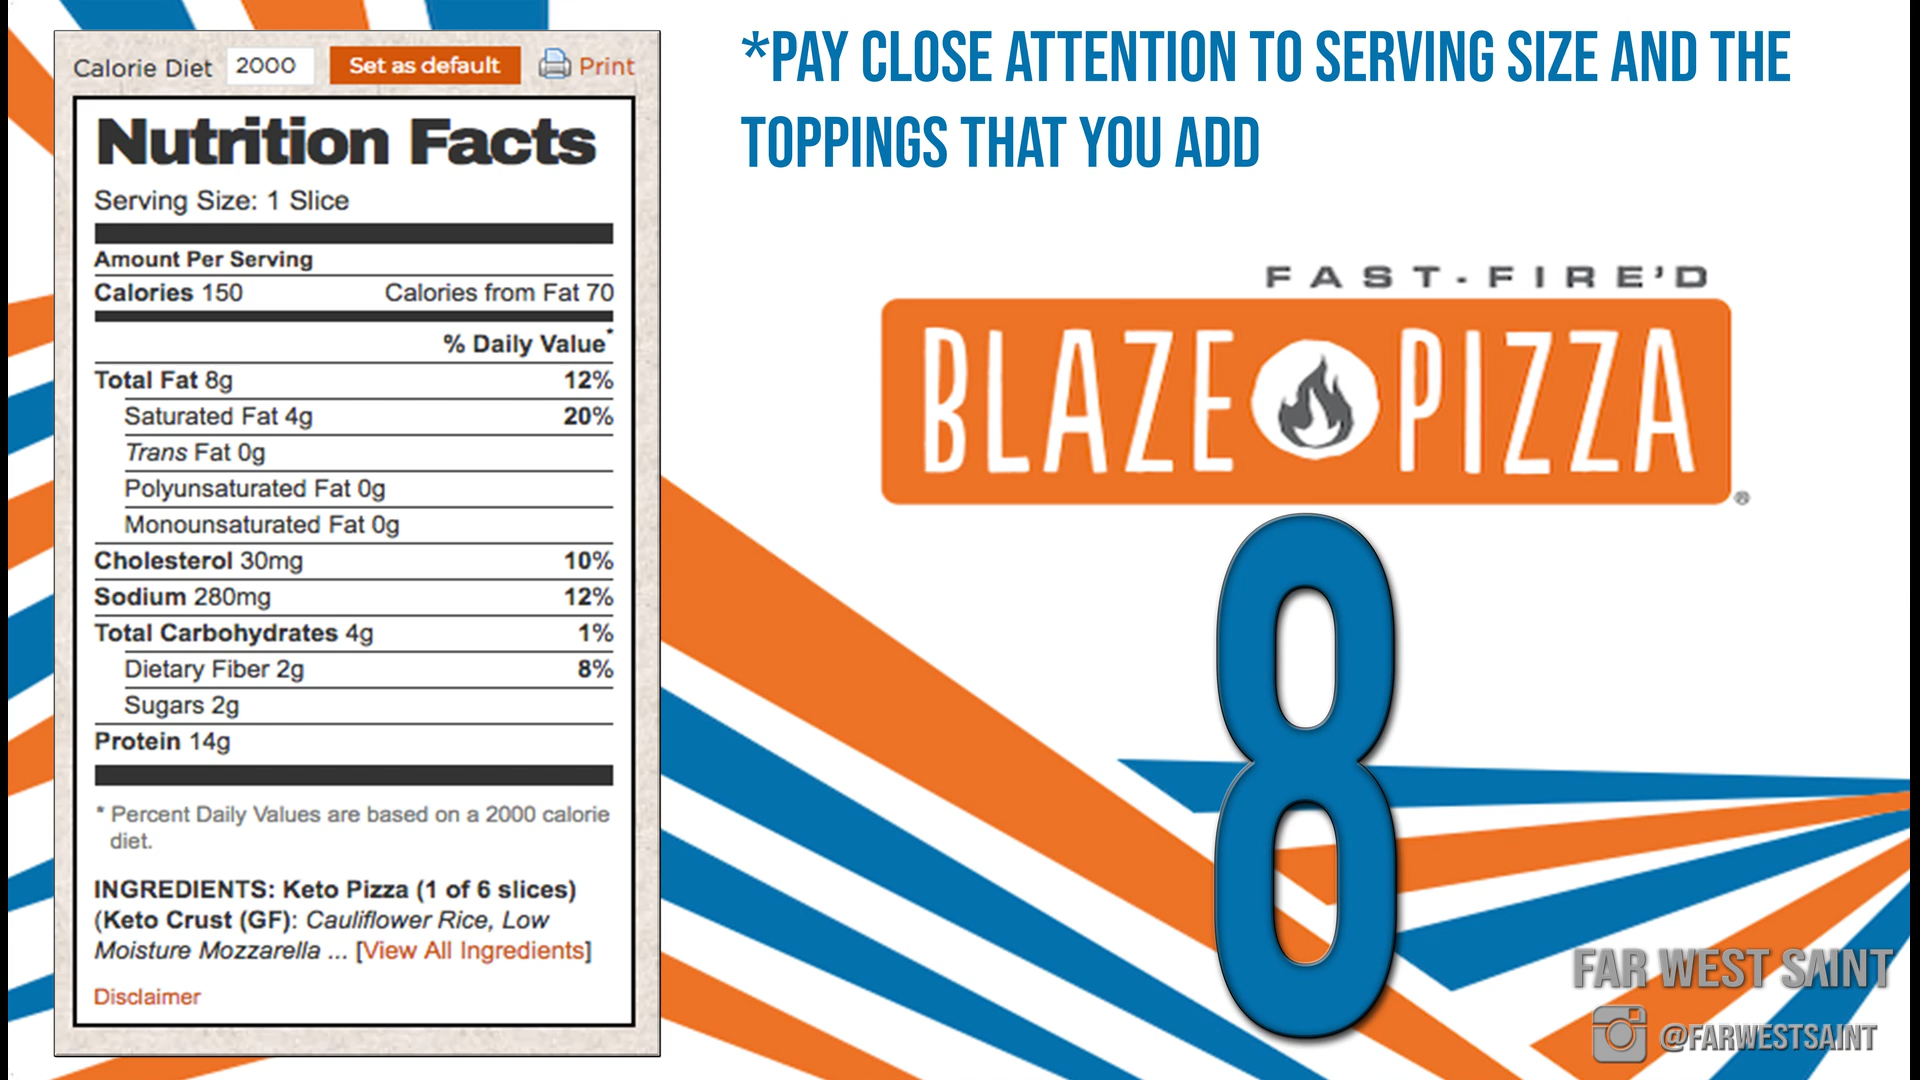 Calorie Diet 2000 Set as default Print
Nutrition Facts
Serving Size: 1 Slice
Amount Per Serving
Calories 150 Calories from Fat 70
% Daily Value*
Total Fat 8g 12%
Saturated Fat 4g 20%
Trans Fat 0g
Polyunsaturated Fat 0g
Monounsaturated Fat 0g
Cholesterol 30mg 10%
Sodium 280mg 12%
Total Carbohydrates 4g 1%
Dietary Fiber 2g 8%
Sugars 2g
Protein 14g
* Percent Daily Values are based on a 2000 calorie
diet.
INGREDIENTS: Keto Pizza (1 of 6 slices)
(Keto Crust (GF): Cauliflower Rice, Low
Moisture Mozzarella ... [View All Ingredients]
Disclaimer
*PAY CLOSE ATTENTION TO SERVING SIZE AND THE
TOPPINGS THAT YOU ADD
FAST-FIRE'D
BLAZE PIZZA
®
8
FAR WEST SAINT
@FARWESTSAINT